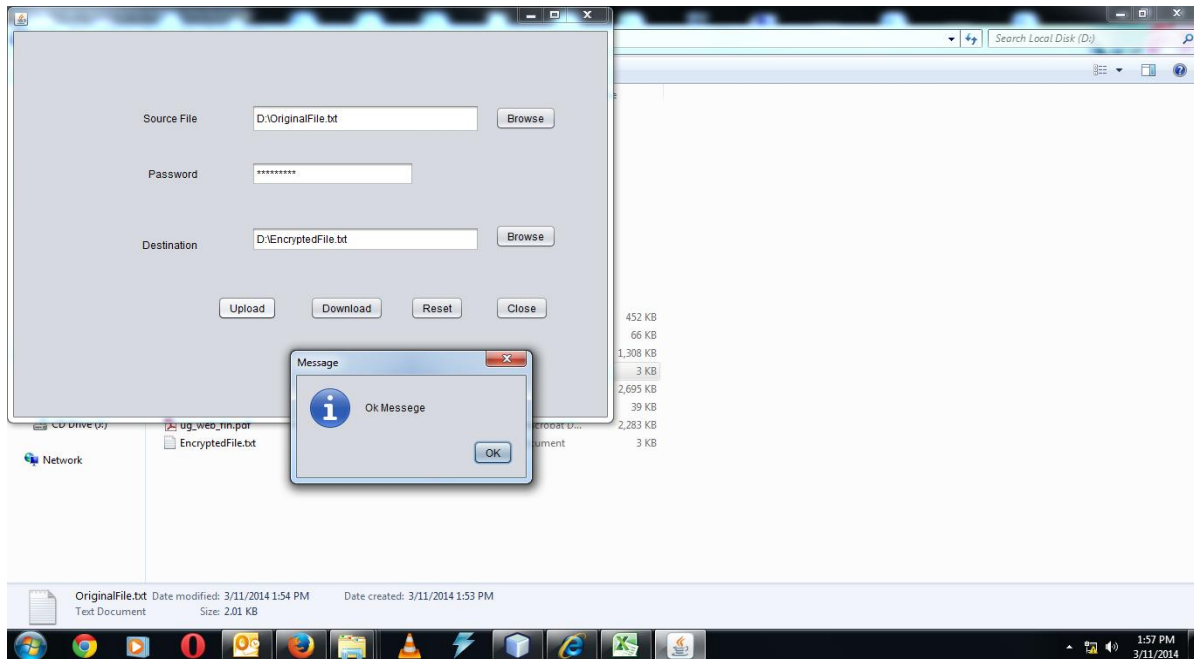 Search Local Disk (D:)
Source File D:\OriginalFile.txt Browse
Password *********
Destination D:\EncryptedFile.txt Browse
Upload Download Reset Close
Message
Ok Messege
OK
452 KB
66 KB
1,308 KB
3 KB
2,695 KB
39 KB
CD Drive (I:) ug_web_fin.pdf 2,283 KB
EncryptedFile.txt 3 KB
Network
OriginalFile.txt Date modified: 3/11/2014 1:54 PM Date created: 3/11/2014 1:53 PM
Text Document Size: 2.01 KB
1:57 PM
3/11/2014